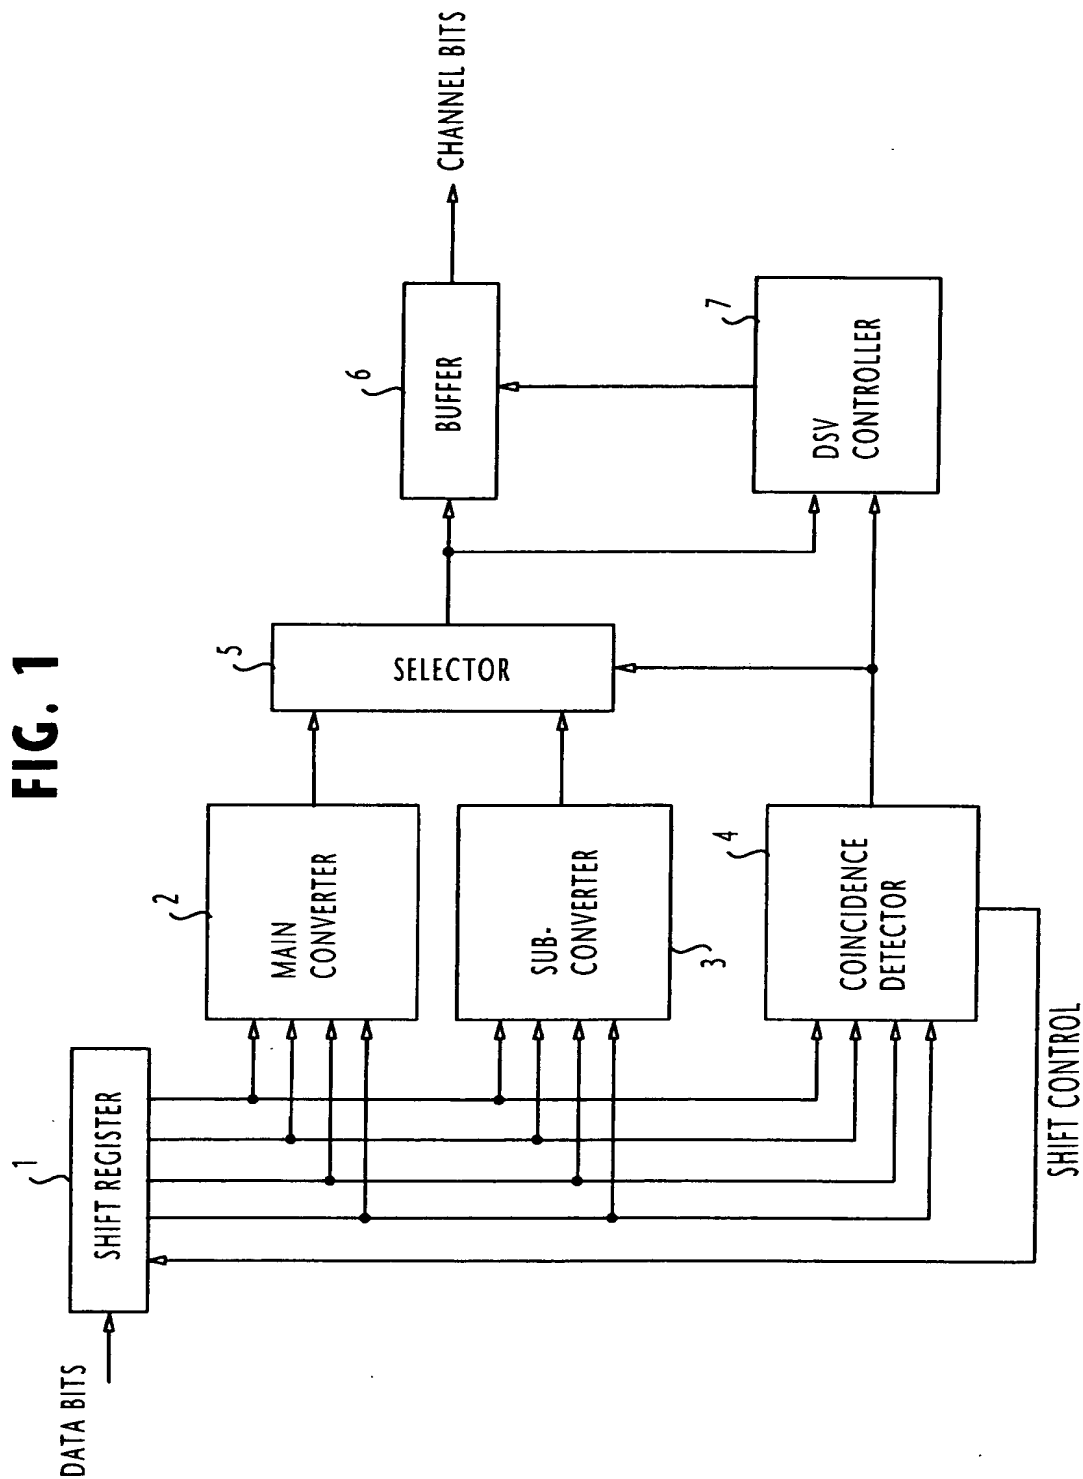 FIG. 1
DATA BITS
1
SHIFT REGISTER
2
MAIN
CONVERTER
SUB-
CONVERTER
3
4
COINCIDENCE
DETECTOR
SHIFT CONTROL
5
SELECTOR
6
BUFFER
7
DSV
CONTROLLER
CHANNEL BITS